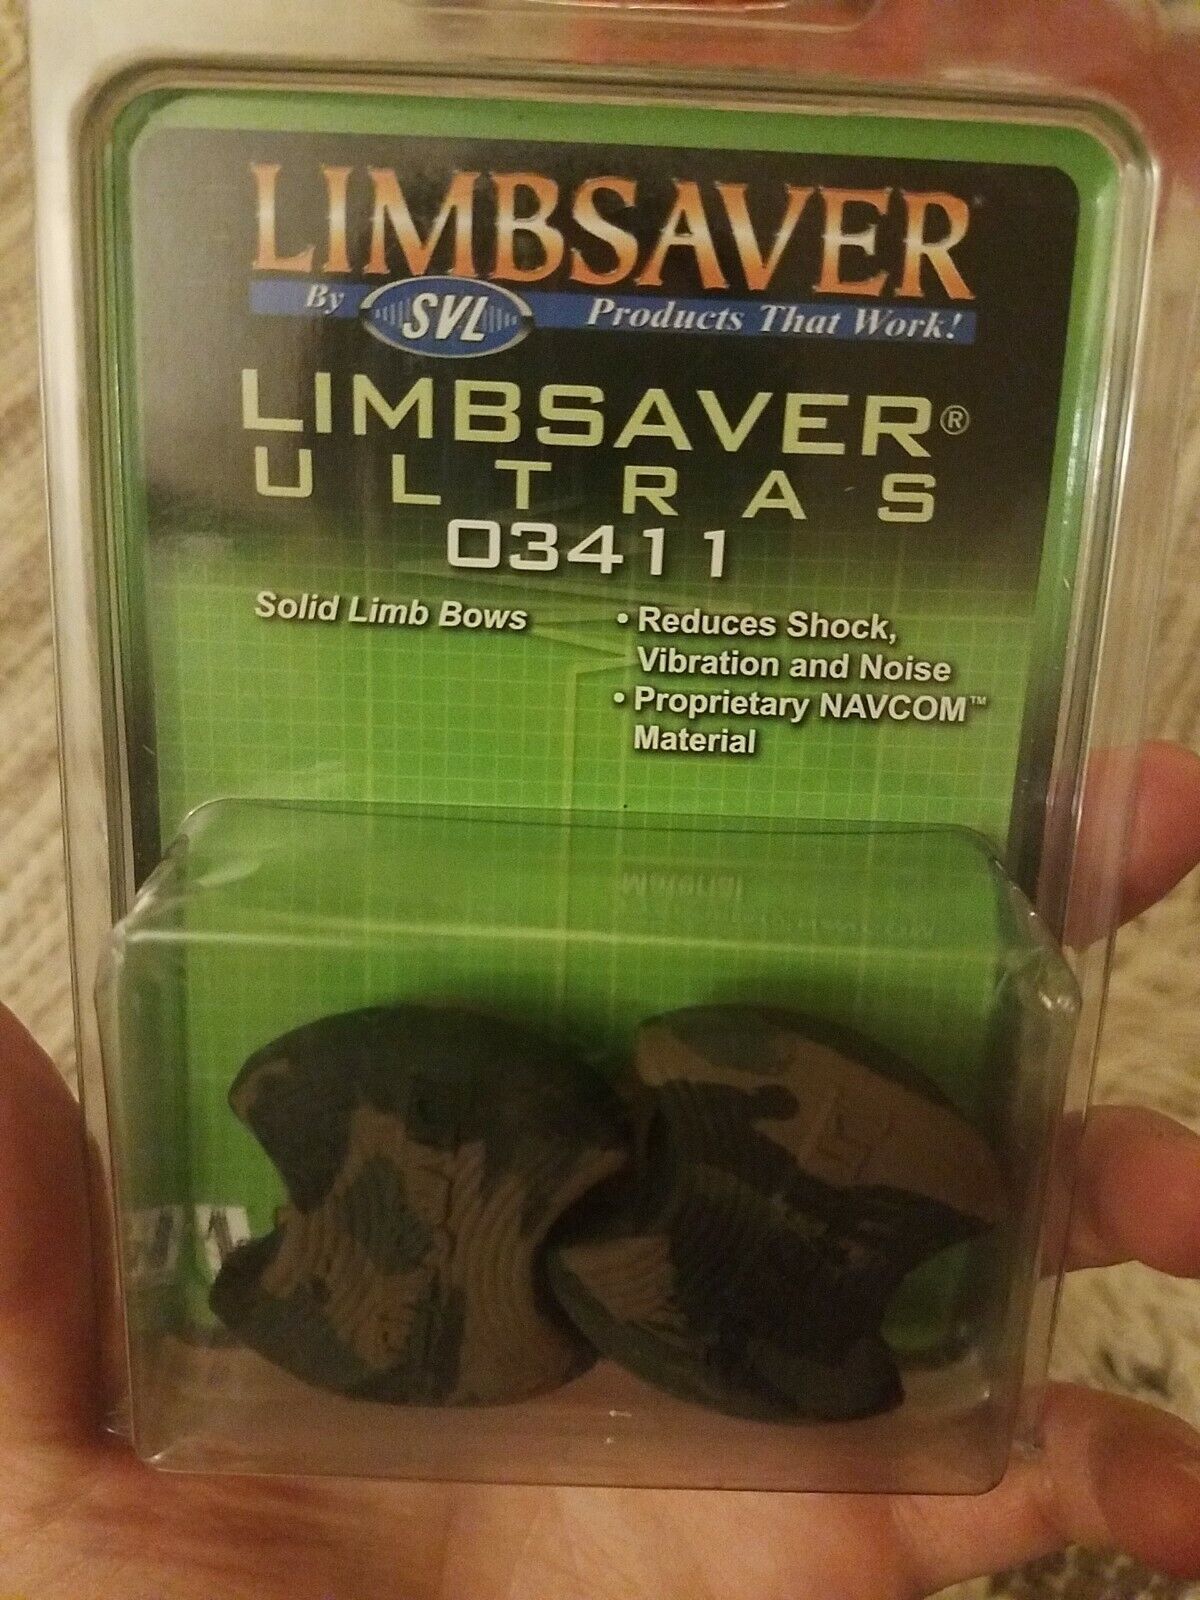 LIMBSAVER
By SVL Products That Work!
LIMBSAVER®
ULTRAS
03411
Solid Limb Bows
• Reduces Shock,
Vibration and Noise
• Proprietary NAVCOM™
Material